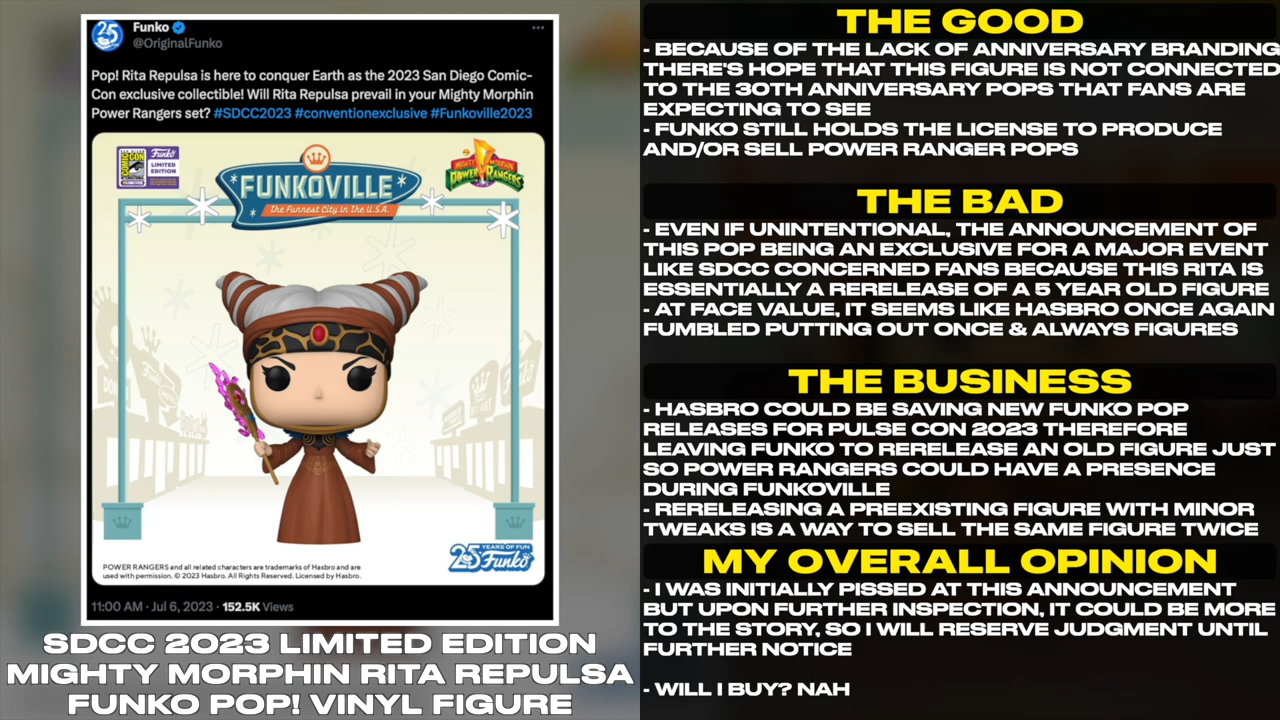 25
Funko
@OriginalFunko
Pop! Rita Repulsa is here to conquer Earth as the 2023 San Diego Comic-
Con exclusive collectible! Will Rita Repulsa prevail in your Mighty Morphin
Power Rangers set? #SDCC2023 #conventionexclusive #Funkoville2023
COMIC CON
Funko
LIMITED
EDITION
FUNKOVILLE
The Funnest City in the U.S.A.
MIGHTY MORPHIN
POWER RANGERS
25 YEARS OF FUN
Funko
POWER RANGERS and all related characters are trademarks of Hasbro and are
used with permission. © 2023 Hasbro. All Rights Reserved. Licensed by Hasbro.
11:00 AM · Jul 6, 2023 · 152.5K Views
SDCC 2023 LIMITED EDITION
MIGHTY MORPHIN RITA REPULSA
FUNKO POP! VINYL FIGURE
THE GOOD
- BECAUSE OF THE LACK OF ANNIVERSARY BRANDING
THERE'S HOPE THAT THIS FIGURE IS NOT CONNECTED
TO THE 30TH ANNIVERSARY POPS THAT FANS ARE
EXPECTING TO SEE
- FUNKO STILL HOLDS THE LICENSE TO PRODUCE
AND/OR SELL POWER RANGER POPS
THE BAD
- EVEN IF UNINTENTIONAL, THE ANNOUNCEMENT OF
THIS POP BEING AN EXCLUSIVE FOR A MAJOR EVENT
LIKE SDCC CONCERNED FANS BECAUSE THIS RITA IS
ESSENTIALLY A RERELEASE OF A 5 YEAR OLD FIGURE
- AT FACE VALUE, IT SEEMS LIKE HASBRO ONCE AGAIN
FUMBLED PUTTING OUT ONCE & ALWAYS FIGURES
THE BUSINESS
- HASBRO COULD BE SAVING NEW FUNKO POP
RELEASES FOR PULSE CON 2023 THEREFORE
LEAVING FUNKO TO RERELEASE AN OLD FIGURE JUST
SO POWER RANGERS COULD HAVE A PRESENCE
DURING FUNKOVILLE
- RERELEASING A PREEXISTING FIGURE WITH MINOR
TWEAKS IS A WAY TO SELL THE SAME FIGURE TWICE
MY OVERALL OPINION
- I WAS INITIALLY PISSED AT THIS ANNOUNCEMENT
BUT UPON FURTHER INSPECTION, IT COULD BE MORE
TO THE STORY, SO I WILL RESERVE JUDGMENT UNTIL
FURTHER NOTICE
- WILL I BUY? NAH